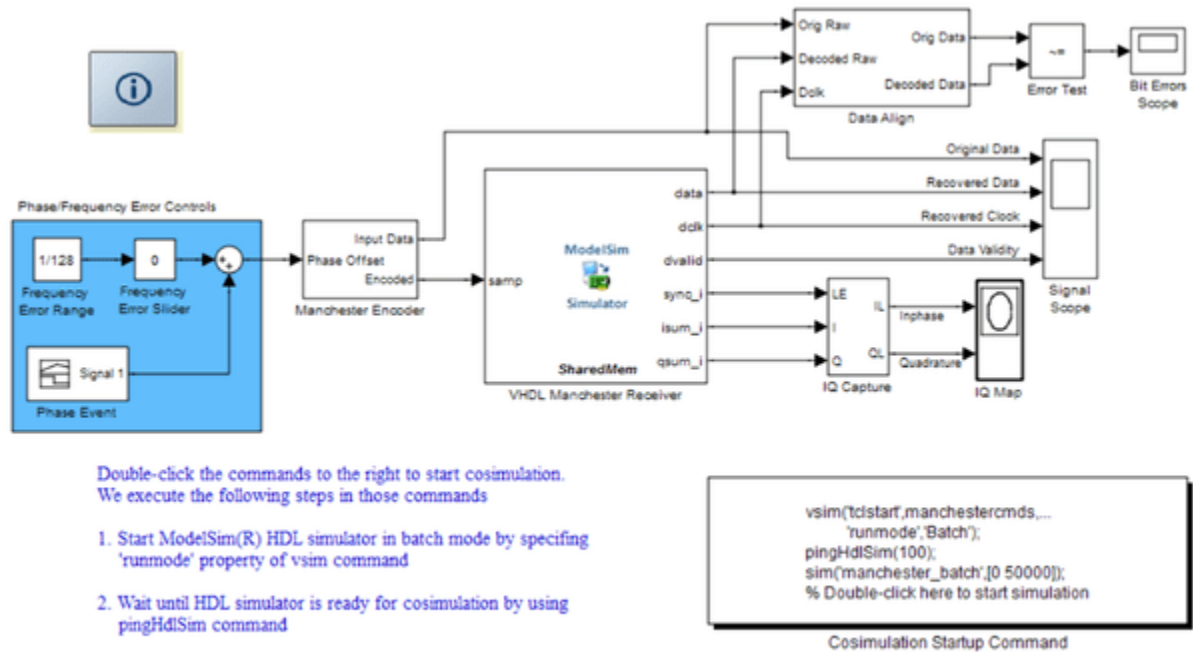 Orig Raw
Orig Data
Decoded Raw
Decoded Data
Dclk
Data Align
~=
Error Test
Bit Errors
Scope
Phase/Frequency Error Controls
1/128
0
Frequency
Error Range
Frequency
Error Slider
Signal 1
Phase Event
Input Data
Phase Offset
Encoded
Manchester Encoder
samp
ModelSim
Simulator
SharedMem
data
dclk
dvalid
sync_i
isum_i
qsum_i
VHDL Manchester Receiver
Original Data
Recovered Data
Recovered Clock
Data Validity
Signal
Scope
LE
I
Q
IL
QL
IQ Capture
Inphase
Quadrature
IQ Map
Double-click the commands to the right to start cosimulation.
We execute the following steps in those commands
1. Start ModelSim(R) HDL simulator in batch mode by specifing
'runmode' property of vsim command
2. Wait until HDL simulator is ready for cosimulation by using
pingHdlSim command
vsim('tclstart',manchestercmds,...
'runmode','Batch');
pingHdlSim(100);
sim('manchester_batch',[0 50000]);
% Double-click here to start simulation
Cosimulation Startup Command